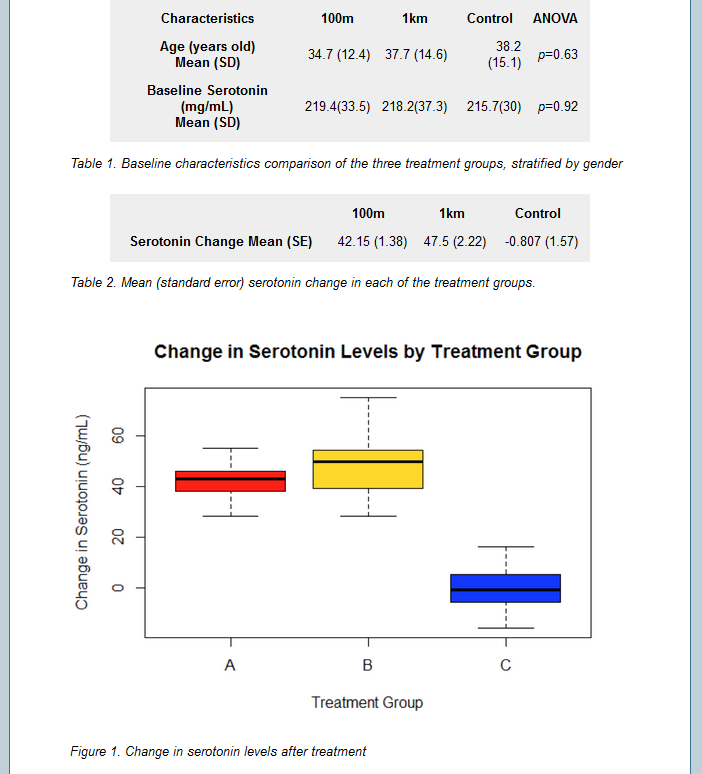 Characteristics 100m 1km Control ANOVA
Age (years old)
Mean (SD) 34.7 (12.4) 37.7 (14.6) 38.2
(15.1) p=0.63
Baseline Serotonin
(mg/mL)
Mean (SD) 219.4(33.5) 218.2(37.3) 215.7(30) p=0.92
Table 1. Baseline characteristics comparison of the three treatment groups, stratified by gender
100m 1km Control
Serotonin Change Mean (SE) 42.15 (1.38) 47.5 (2.22) -0.807 (1.57)
Table 2. Mean (standard error) serotonin change in each of the treatment groups.
Change in Serotonin Levels by Treatment Group
Change in Serotonin (ng/mL)
60
40
20
0
A B C
Treatment Group
Figure 1. Change in serotonin levels after treatment